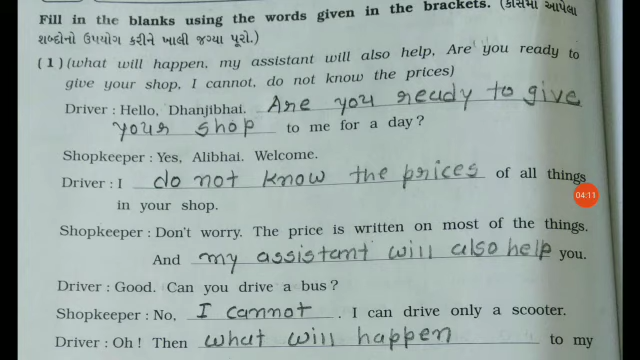 Fill in the blanks using the words given in the brackets. (કૌંસમાં આપેલા
શબ્દોનો ઉપયોગ કરીને ખાલી જગ્યા પૂરો.)
(1) (what will happen, my assistant will also help, Are you ready to
give your shop, I cannot, do not know the prices)
Driver : Hello, Dhanjibhai. Are you ready to give
your shop to me for a day?
Shopkeeper : Yes, Alibhai. Welcome.
Driver : I do not know the prices of all things
in your shop.
04:11
Shopkeeper : Don't worry. The price is written on most of the things.
And my assistant will also help you.
Driver : Good. Can you drive a bus?
Shopkeeper : No, I cannot. I can drive only a scooter.
Driver : Oh! Then what will happen to my